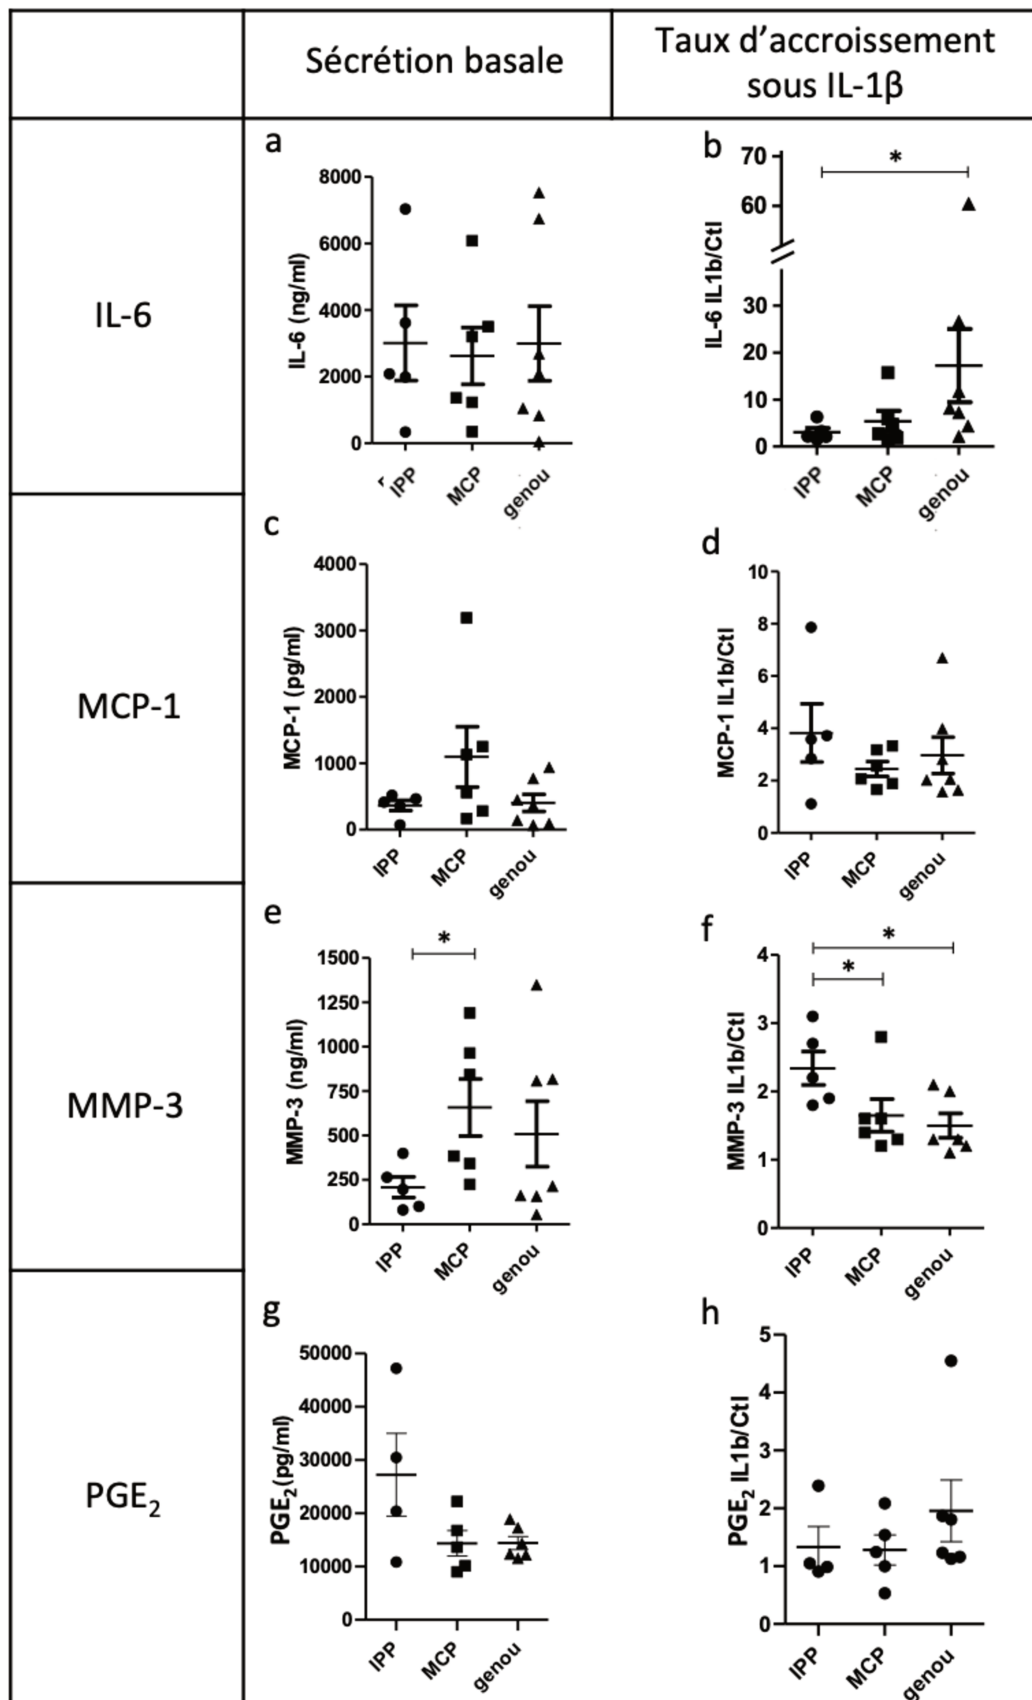 Sécrétion basale
Taux d'accroissement
sous IL-1β
IL-6
a
8000
6000
4000
2000
0
IL-6 (ng/ml)
IPP
MCP
genou
b
70
60
30
20
10
0
IL-6 IL1b/Ctl
*
IPP
MCP
genou
MCP-1
c
4000
3000
2000
1000
0
MCP-1 (pg/ml)
IPP
MCP
genou
d
10
8
6
4
2
0
MCP-1 IL1b/Ctl
IPP
MCP
genou
MMP-3
e
1500
1250
1000
750
500
250
0
MMP-3 (ng/ml)
*
IPP
MCP
genou
f
4
3
2
1
0
MMP-3 IL1b/Ctl
*
*
IPP
MCP
genou
PGE₂
g
50000
40000
30000
20000
10000
0
PGE₂ (pg/ml)
IPP
MCP
genou
h
5
4
3
2
1
0
PGE₂ IL1b/Ctl
IPP
MCP
genou